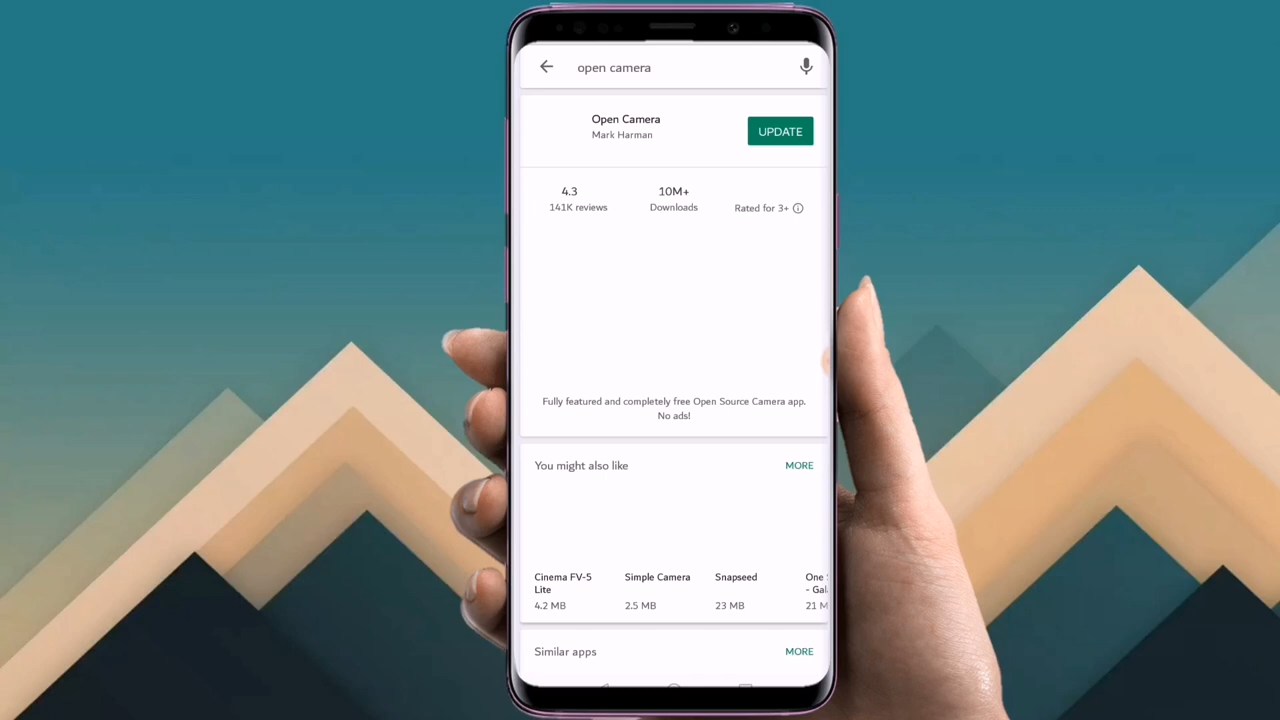 open camera
Open Camera
Mark Harman
UPDATE
4.3
141K reviews
10M+
Downloads
Rated for 3+
Fully featured and completely free Open Source Camera app.
No ads!
You might also like
MORE
Cinema FV-5
Lite
4.2 MB
Simple Camera
2.5 MB
Snapseed
23 MB
One
- Gal
21 M
Similar apps
MORE